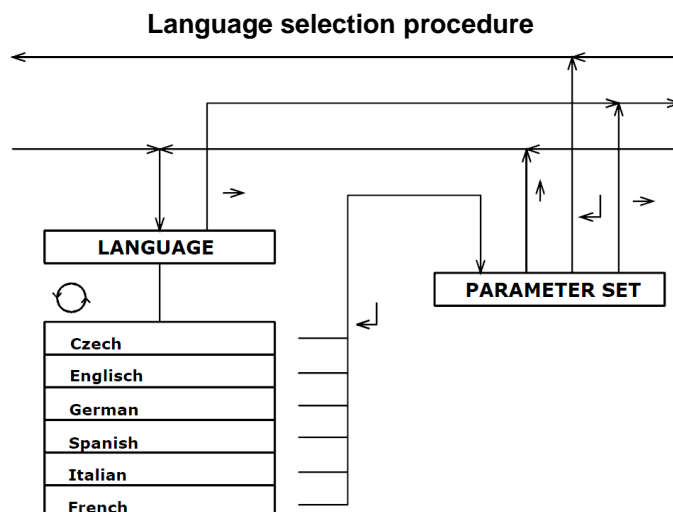 Language selection procedure
LANGUAGE
PARAMETER SET
Czech
Englisch
German
Spanish
Italian
French